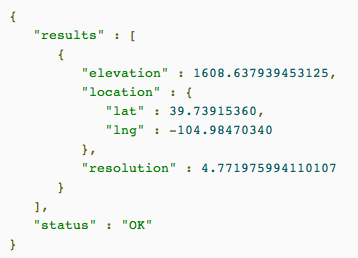 {
   "results" : [
      {
         "elevation" : 1608.637939453125,
         "location" : {
            "lat" : 39.73915360,
            "lng" : -104.98470340
         },
         "resolution" : 4.771975994110107
      }
   ],
   "status" : "OK"
}